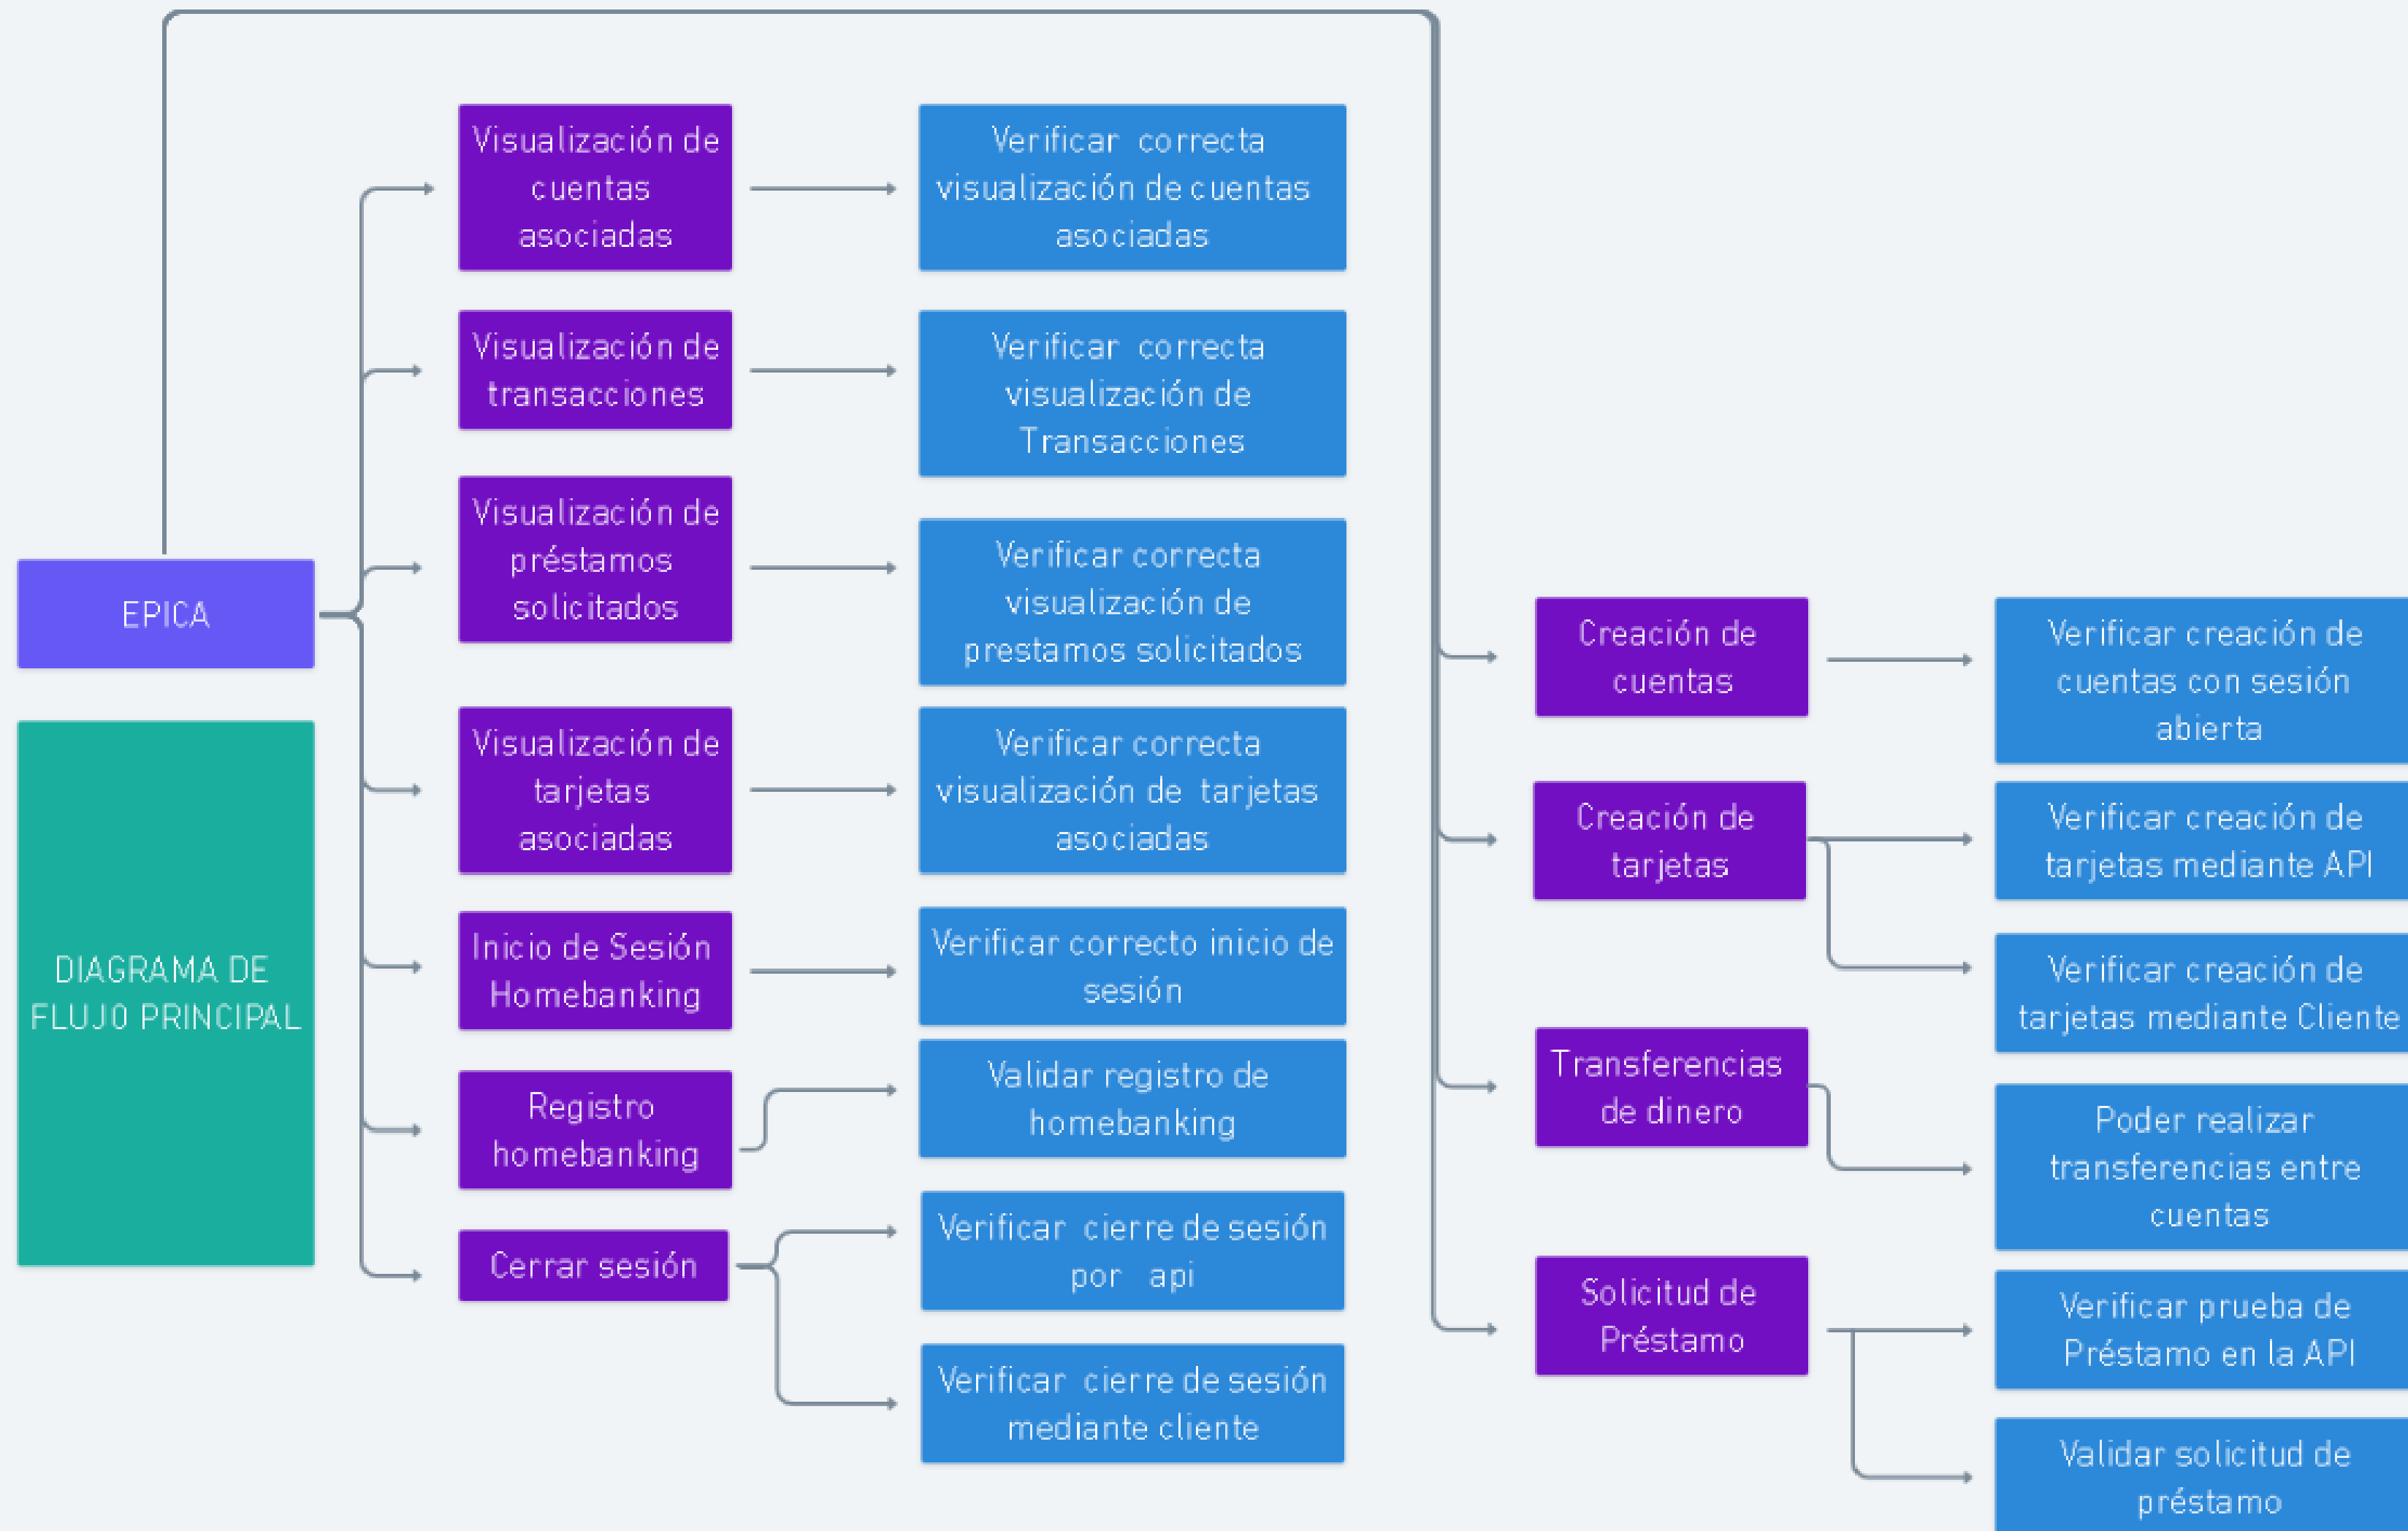 Visualización de
cuentas
asociadas
Verificar correcta
visualización de cuentas
asociadas
Visualización de
transacciones
Verificar correcta
visualización de
Transacciones
Visualización de
préstamos
solicitados
Verificar correcta
visualización de
prestamos solicitados
EPICA
Visualización de
tarjetas
asociadas
Verificar correcta
visualización de tarjetas
asociadas
DIAGRAMA DE
FLUJO PRINCIPAL
Inicio de Sesión
Homebanking
Verificar correcto inicio de
sesión
Registro
homebanking
Validar registro de
homebanking
Cerrar sesión
Verificar cierre de sesión
por api
Verificar cierre de sesión
mediante cliente
Creación de
cuentas
Verificar creación de
cuentas con sesión
abierta
Creación de
tarjetas
Verificar creación de
tarjetas mediante API
Verificar creación de
tarjetas mediante Cliente
Transferencias
de dinero
Poder realizar
transferencias entre
cuentas
Solicitud de
Préstamo
Verificar prueba de
Préstamo en la API
Validar solicitud de
préstamo